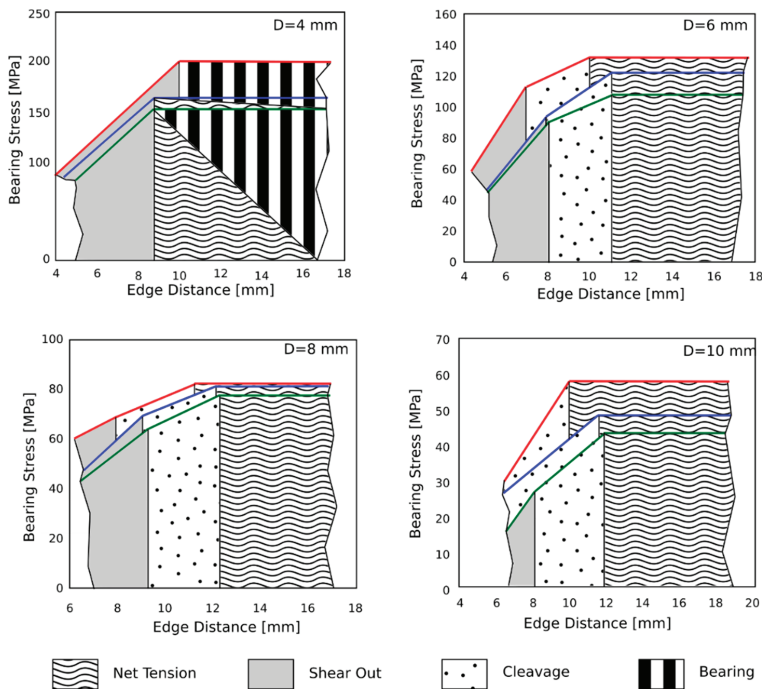 D=4 mm
250
200
150
100
50
0
4 6 8 10 12 14 16 18
Bearing Stress [MPa]
Edge Distance [mm]
D=6 mm
160
140
120
100
80
60
40
20
0
4 6 8 10 12 14 16 18
Bearing Stress [MPa]
Edge Distance [mm]
D=8 mm
100
80
60
40
20
0
6 8 10 12 14 16 18
Bearing Stress [MPa]
Edge Distance [mm]
D=10 mm
70
60
50
40
30
20
10
0
4 6 8 10 12 14 16 18 20
Bearing Stress [MPa]
Edge Distance [mm]
Net Tension Shear Out Cleavage Bearing